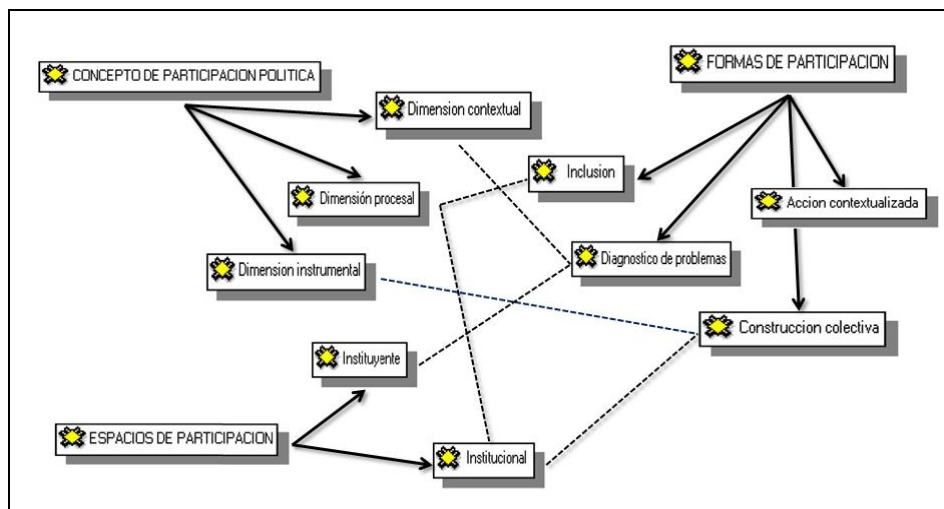 CONCEPTO DE PARTICIPACION POLITICA
FORMAS DE PARTICIPACION
Dimension contextual
Inclusion
Dimensión procesal
Accion contextualizada
Diagnostico de problemas
Dimension instrumental
Construccion colectiva
Instituyente
ESPACIOS DE PARTICIPACION
Institucional